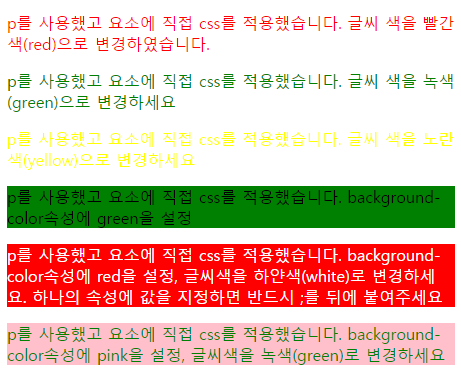 p를 사용했고 요소에 직접 css를 적용했습니다. 글씨 색을 빨간
색(red)으로 변경하였습니다.
p를 사용했고 요소에 직접 css를 적용했습니다. 글씨 색을 녹색
(green)으로 변경하세요
p를 사용했고 요소에 직접 css를 적용했습니다. 글씨 색을 노란
색(yellow)으로 변경하세요
p를 사용했고 요소에 직접 css를 적용했습니다. background-
color속성에 green을 설정
p를 사용했고 요소에 직접 css를 적용했습니다. background-
color속성에 red을 설정, 글씨색을 하얀색(white)로 변경하세
요. 하나의 속성에 값을 지정하면 반드시 ;를 뒤에 붙여주세요
p를 사용했고 요소에 직접 css를 적용했습니다. background-
color속성에 pink을 설정, 글씨색을 녹색(green)로 변경하세요